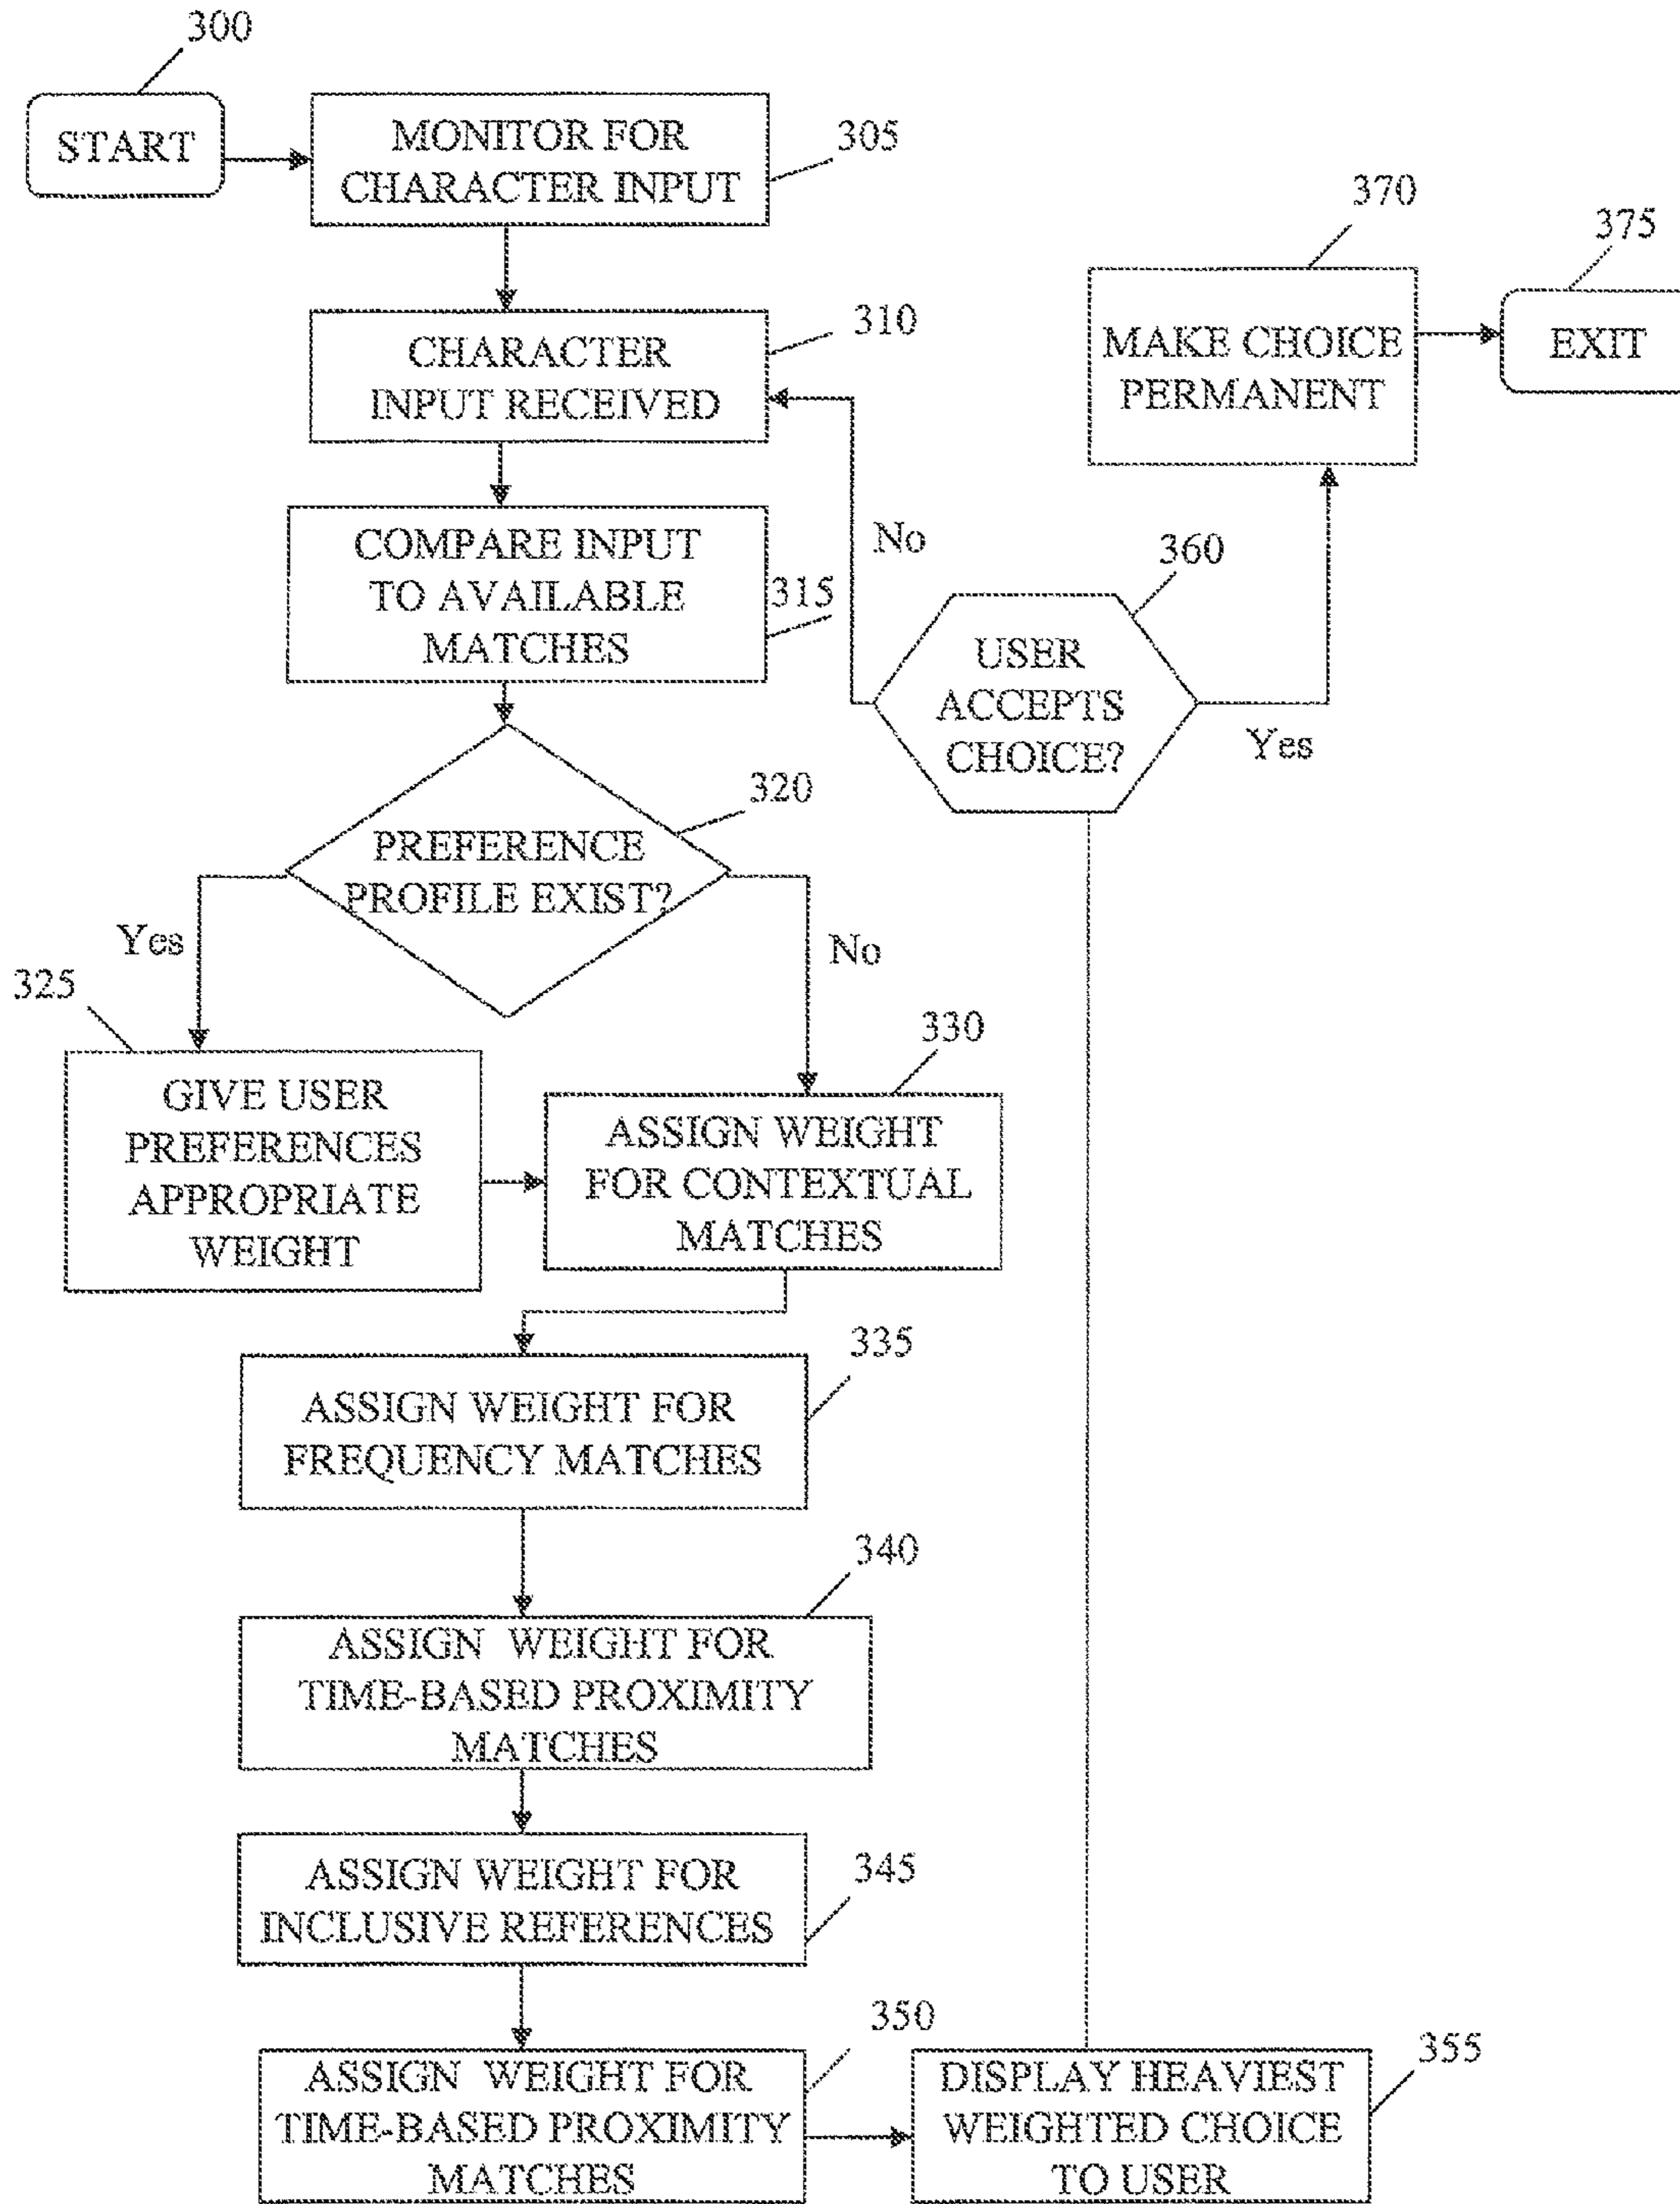 300
START
MONITOR FOR
CHARACTER INPUT
305
CHARACTER
INPUT RECEIVED
310
COMPARE INPUT
TO AVAILABLE
MATCHES
315
PREFERENCE
PROFILE EXIST?
320
Yes
No
325
GIVE USER
PREFERENCES
APPROPRIATE
WEIGHT
330
ASSIGN WEIGHT
FOR CONTEXTUAL
MATCHES
335
ASSIGN WEIGHT FOR
FREQUENCY MATCHES
340
ASSIGN WEIGHT FOR
TIME-BASED PROXIMITY
MATCHES
345
ASSIGN WEIGHT FOR
INCLUSIVE REFERENCES
350
ASSIGN WEIGHT FOR
TIME-BASED PROXIMITY
MATCHES
355
DISPLAY HEAVIEST
WEIGHTED CHOICE
TO USER
360
USER
ACCEPTS
CHOICE?
No
Yes
370
MAKE CHOICE
PERMANENT
375
EXIT